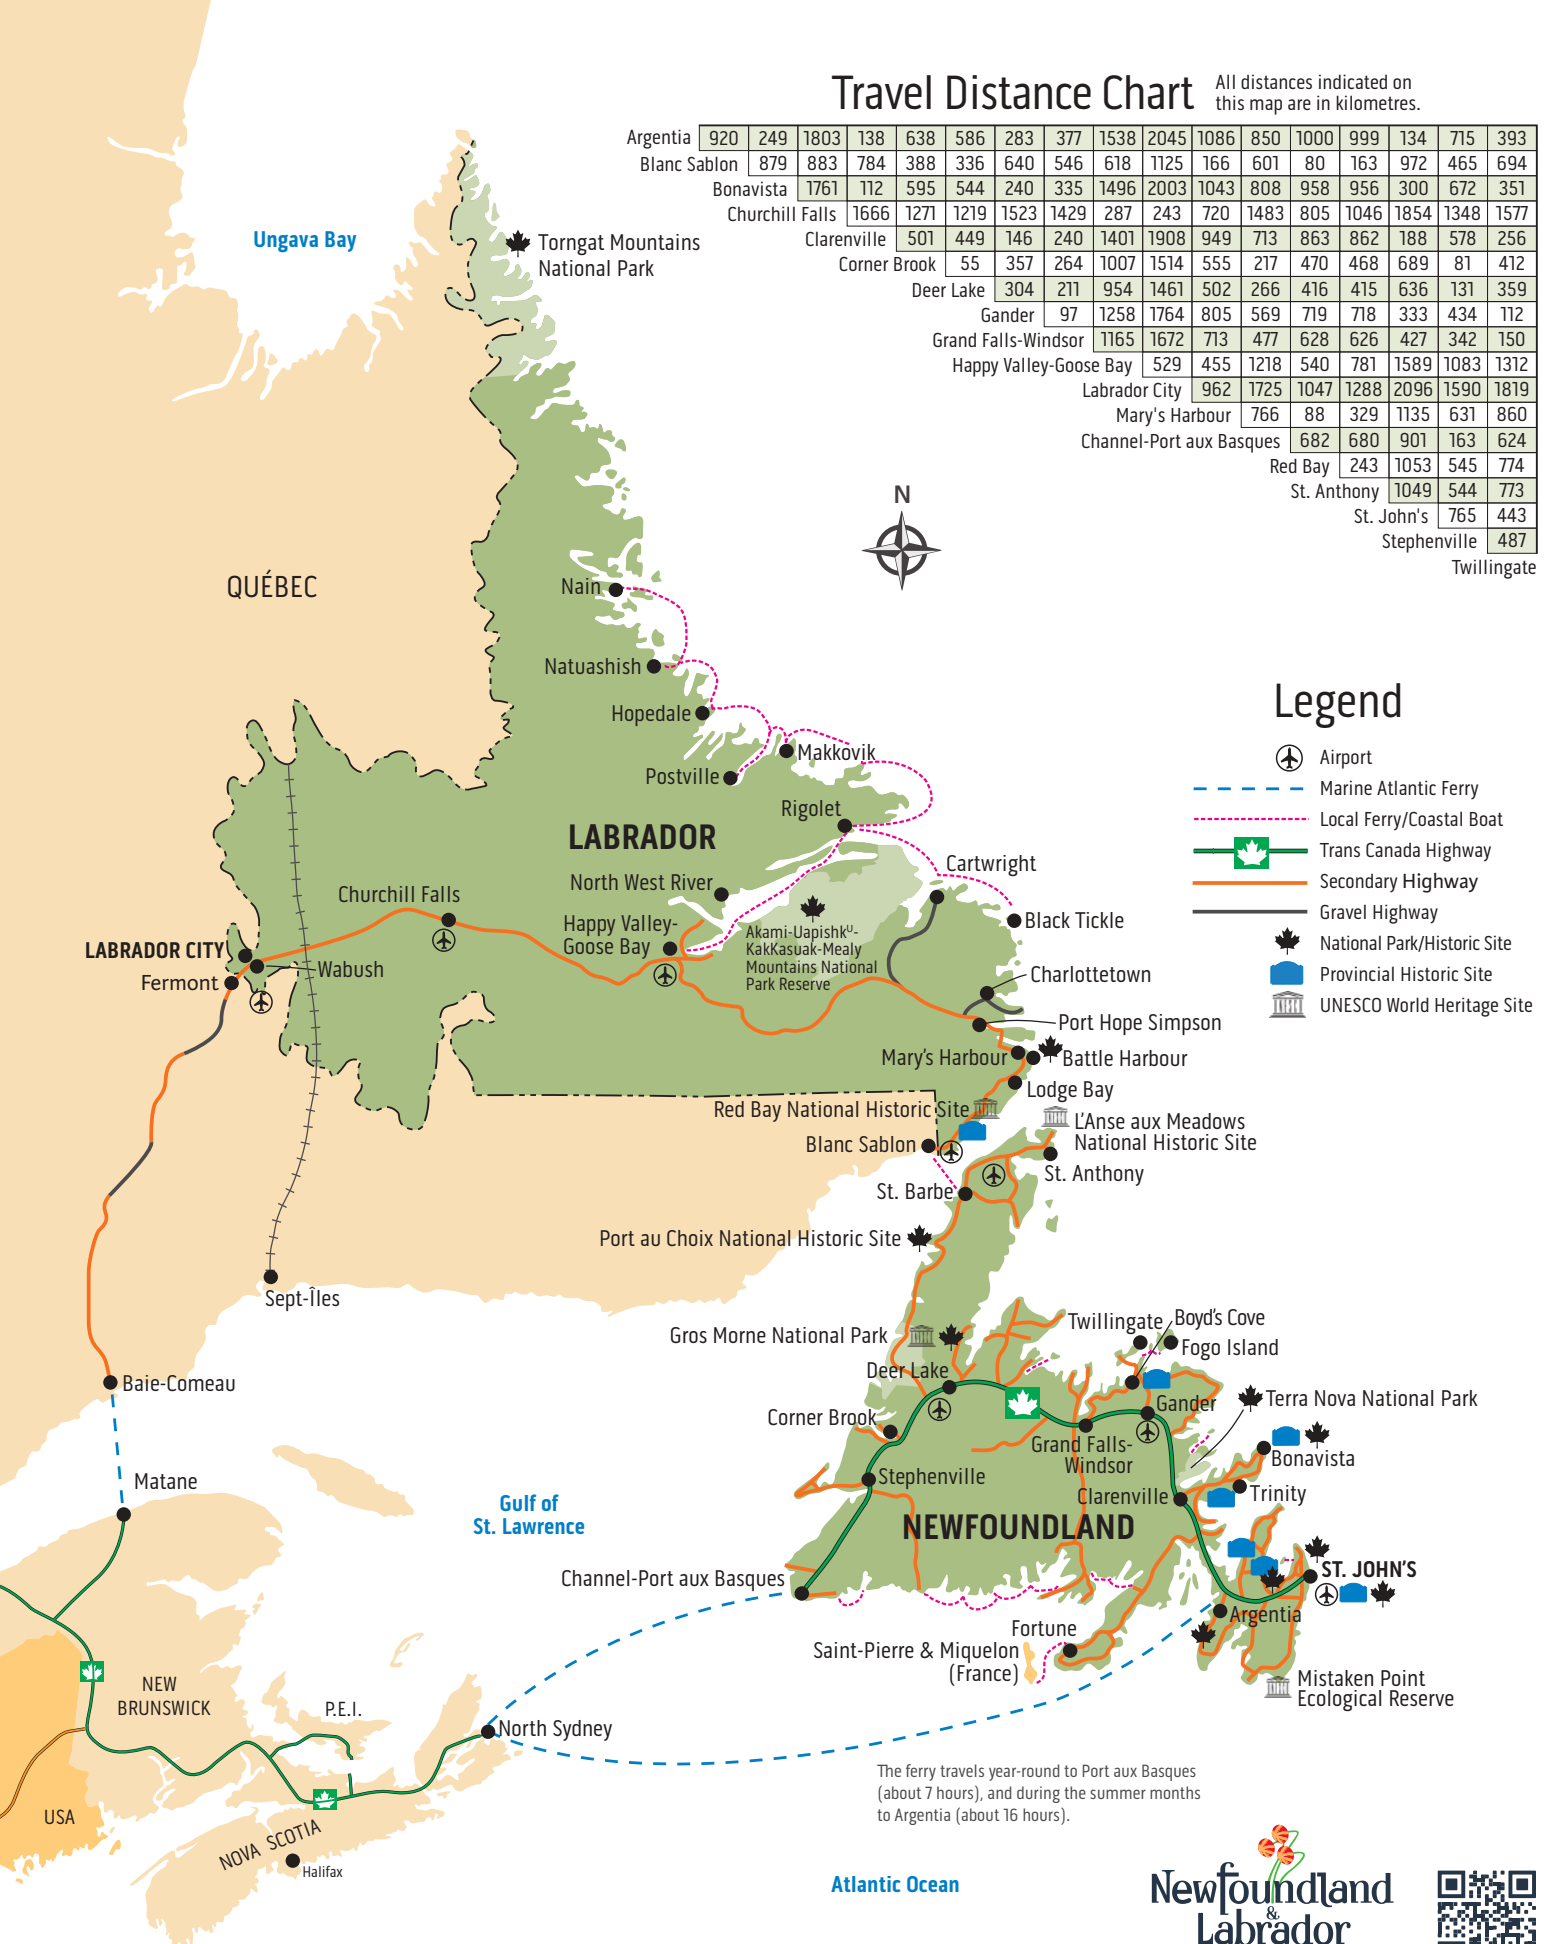 Travel Distance Chart
All distances indicated on
this map are in kilometres.
Argentia 920 249 1803 138 638 586 283 377 1538 2045 1086 850 1000 999 134 715 393
Blanc Sablon 879 883 784 388 336 640 546 618 1125 166 601 80 163 972 465 694
Bonavista 1761 112 595 544 240 335 1496 2003 1043 808 958 956 300 672 351
Churchill Falls 1666 1271 1219 1523 1429 287 243 720 1483 805 1046 1854 1348 1577
Clarenville 501 449 146 240 1401 1908 949 713 863 862 188 578 256
Corner Brook 55 357 264 1007 1514 555 217 470 468 689 81 412
Deer Lake 304 211 954 1461 502 266 416 415 636 131 359
Gander 97 1258 1764 805 569 719 718 333 434 112
Grand Falls-Windsor 1165 1672 713 477 628 626 427 342 150
Happy Valley-Goose Bay 529 455 1218 540 781 1589 1083 1312
Labrador City 962 1725 1047 1288 2096 1590 1819
Mary's Harbour 766 88 329 1135 631 860
Channel-Port aux Basques 682 680 901 163 624
Red Bay 243 1053 545 774
St. Anthony 1049 544 773
St. John's 765 443
Stephenville 487
Twillingate
Ungava Bay
Torngat Mountains
National Park
N
QUÉBEC
Nain
Natuashish
Hopedale
Makkovik
Postville
Rigolet
LABRADOR
Cartwright
North West River
Churchill Falls
Black Tickle
Happy Valley-
Goose Bay
Akami-Uapishkᵁ-
KakKasuak-Mealy
Mountains National
Park Reserve
LABRADOR CITY
Wabush
Fermont
Charlottetown
Port Hope Simpson
Mary's Harbour
Battle Harbour
Lodge Bay
Red Bay National Historic Site
L'Anse aux Meadows
National Historic Site
Blanc Sablon
St. Anthony
St. Barbe
Port au Choix National Historic Site
Sept-Îles
Legend
Airport
Marine Atlantic Ferry
Local Ferry/Coastal Boat
Trans Canada Highway
Secondary Highway
Gravel Highway
National Park/Historic Site
Provincial Historic Site
UNESCO World Heritage Site
Twillingate
Boyd's Cove
Fogo Island
Gros Morne National Park
Deer Lake
Baie-Comeau
Terra Nova National Park
Gander
Corner Brook
Grand Falls-
Windsor
Bonavista
Matane
Stephenville
Clarenville
Trinity
Gulf of
St. Lawrence
NEWFOUNDLAND
Channel-Port aux Basques
ST. JOHN'S
Argentia
Fortune
Saint-Pierre & Miquelon
(France)
Mistaken Point
Ecological Reserve
NEW
BRUNSWICK
P.E.I.
North Sydney
The ferry travels year-round to Port aux Basques
(about 7 hours), and during the summer months
to Argentia (about 16 hours).
USA
NOVA SCOTIA
Halifax
Atlantic Ocean
Newfoundland
&
Labrador